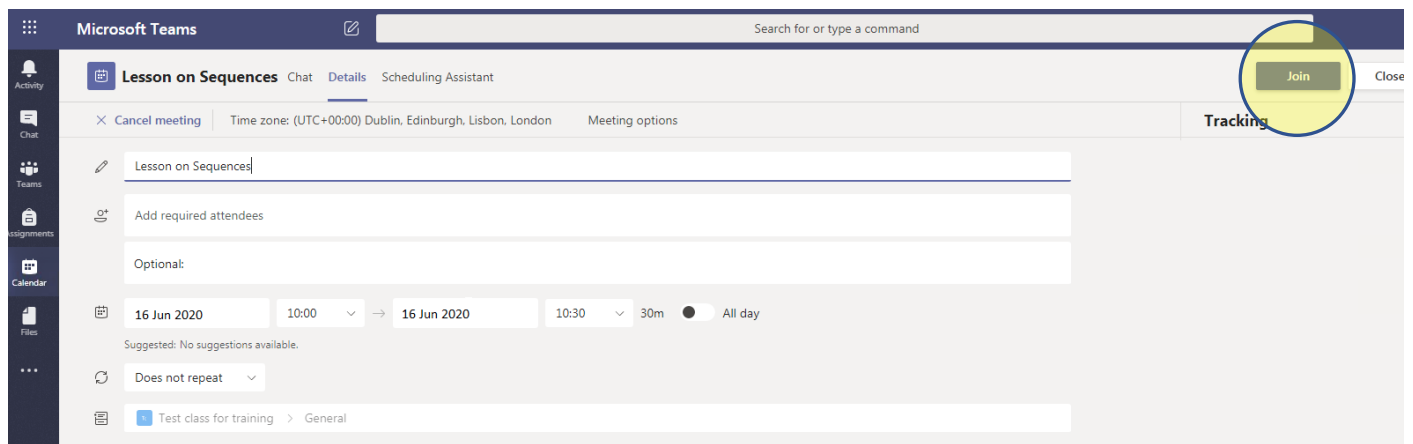 Microsoft Teams
Search for or type a command
Activity
Lesson on Sequences Chat Details Scheduling Assistant
Join Close
Chat
Cancel meeting Time zone: (UTC+00:00) Dublin, Edinburgh, Lisbon, London Meeting options
Tracking
Teams
Lesson on Sequences
Assignments
Add required attendees
Optional:
Calendar
16 Jun 2020 10:00 → 16 Jun 2020 10:30 30m All day
Files
Suggested: No suggestions available.
Does not repeat
Test class for training > General